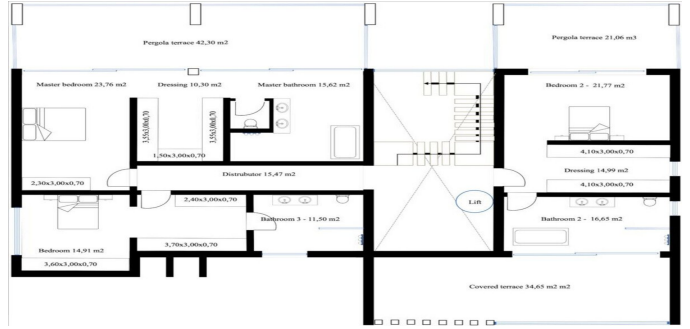 Pergola terrace 42,30 m2
Pergola terrace 21,06 m3
Master bedroom 23,76 m2
Dressing 10,30 m2
Master bathroom 15,62 m2
Bedroom 2 - 21,77 m2
3,55x3,00x0,70
3,55x3,00x0,70
1,50x3,00x0,70
4,10x3,00x0,70
Distrubutor 15,47 m2
Dressing 14,99 m2
2,30x3,00x0,70
4,10x3,00x0,70
2,40x3,00x0,70
Lift
Bathroom 3 - 11,50 m2
Bathroom 2 - 16,65 m2
Bedroom 14,91 m2
3,70x3,00x0,70
3,60x3,00x0,70
Covered terrace 34,65 m2 m2